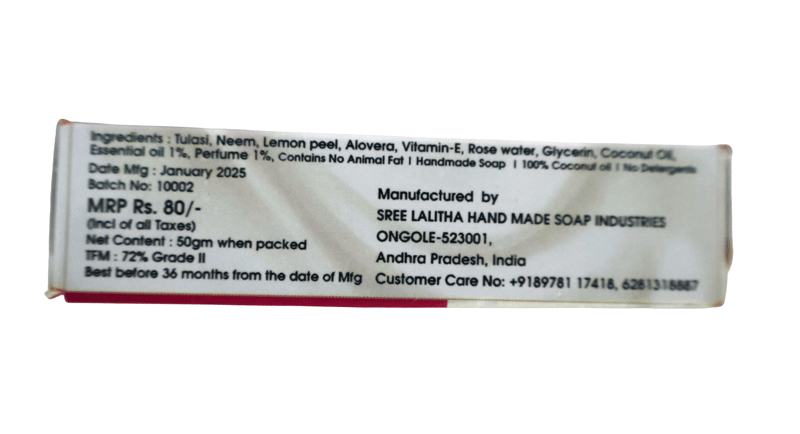 Ingredients : Tulasi, Neem, Lemon peel, Alovera, Vitamin-E, Rose water, Glycerin, Coconut Oil,
Essential oil 1%, Perfume 1%, Contains No Animal Fat I Handmade Soap I 100% Coconut oil I No Detergents
Date Mfg : January 2025
Batch No: 10002
MRP Rs. 80/-
(Incl of all Taxes)
Net Content : 50gm when packed
TFM : 72% Grade II
Best before 36 months from the date of Mfg
Manufactured by
SREE LALITHA HAND MADE SOAP INDUSTRIES
ONGOLE-523001,
Andhra Pradesh, India
Customer Care No: +9189781 17418, 6281318887